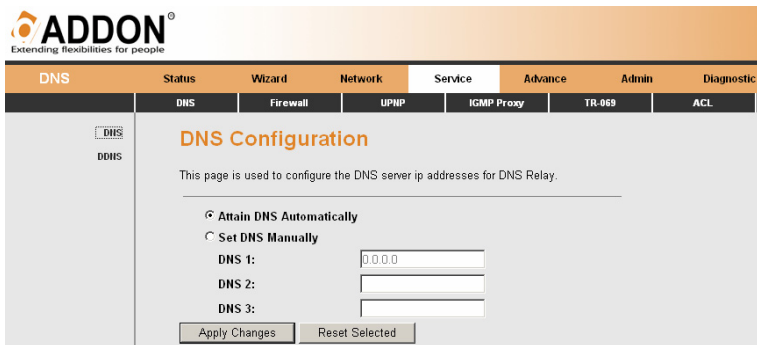 ADDON®
Extending flexibilities for people
DNS Status Wizard Network Service Advance Admin Diagnostic
DNS Firewall UPNP IGMP Proxy TR-069 ACL
DNS
DDNS
DNS Configuration
This page is used to configure the DNS server ip addresses for DNS Relay.
Attain DNS Automatically
Set DNS Manually
DNS 1: 0.0.0.0
DNS 2:
DNS 3:
Apply Changes Reset Selected